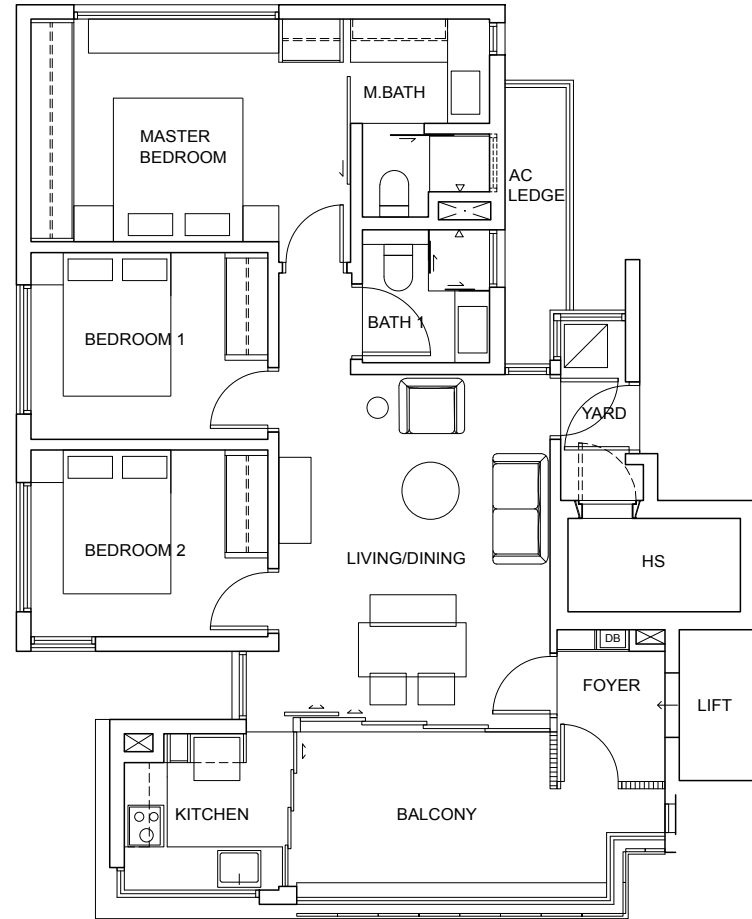 M.BATH
MASTER
BEDROOM
AC
LEDGE
BATH 1
BEDROOM 1
YARD
BEDROOM 2
LIVING/DINING
HS
DB
FOYER
LIFT
KITCHEN
BALCONY